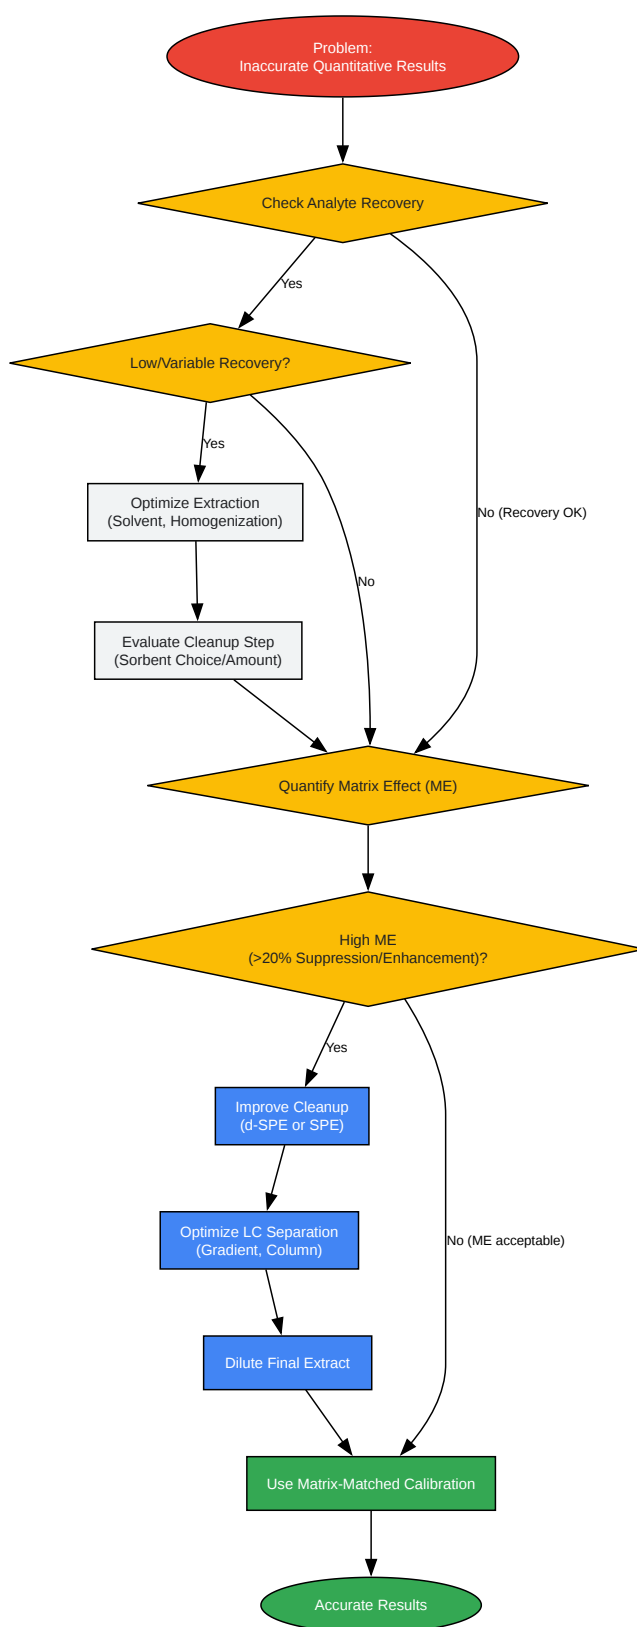 Problem:
Inaccurate Quantitative Results
Check Analyte Recovery
Yes
Low/Variable Recovery?
Yes
Optimize Extraction
(Solvent, Homogenization)
No (Recovery OK)
No
Evaluate Cleanup Step
(Sorbent Choice/Amount)
Quantify Matrix Effect (ME)
High ME
(>20% Suppression/Enhancement)?
Yes
Improve Cleanup
(d-SPE or SPE)
Optimize LC Separation
(Gradient, Column)
No (ME acceptable)
Dilute Final Extract
Use Matrix-Matched Calibration
Accurate Results